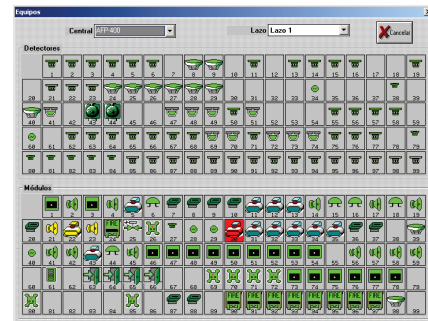 Equipos
Central AFP-400 Lazo Lazo 1 Cancelar
Detectores
1 2 3 4 5 6 7 8 9 10 11 12 13 14 15 16 17 18 19
20 21 22 23 24 25 26 27 28 29 30 31 32 33 34 35 36 37 38 39
40 41 42 43 44 45 46 47 48 49 50 51 52 53 54 55 56 57 58 59
60 61 62 63 64 65 66 67 68 69 70 71 72 73 74 75 76 77 78 79
80 81 82 83 84 85 86 87 88 89 90 91 92 93 94 95 96 97 98 99
Módulos
1 2 3 4 5 6 7 8 9 10 11 12 13 14 15 16 17 18 19
20 21 22 23 24 25 26 27 28 29 30 31 32 33 34 35 36 37 38 39
40 41 42 43 44 45 46 47 48 49 50 51 52 53 54 55 56 57 58 59
60 61 62 63 64 65 66 67 68 69 70 71 72 73 74 75 76 77 78 79
80 81 82 83 84 85 86 87 88 89 90 91 92 93 94 95 96 97 98 99